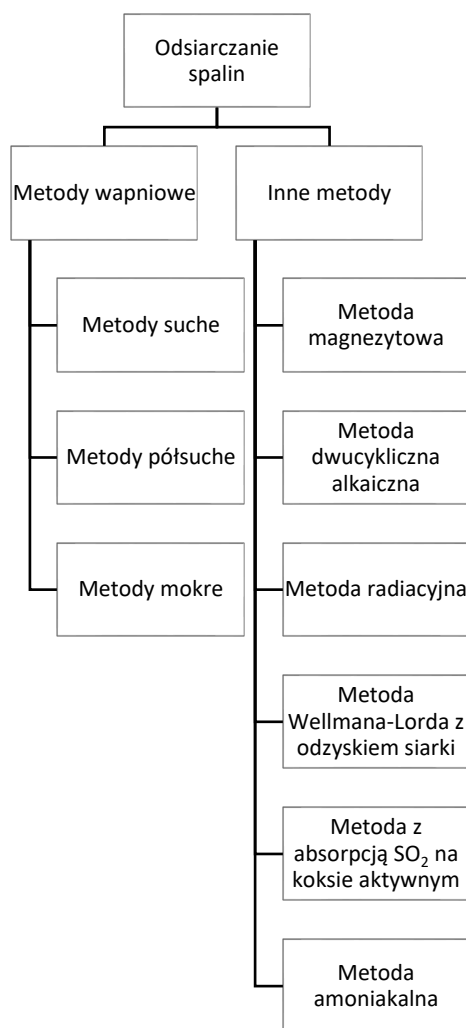 Odsiarczanie
spalin
Metody wapniowe
Inne metody
Metody suche
Metody półsuche
Metody mokre
Metoda
magnezytowa
Metoda
dwucykliczna
alkaiczna
Metoda radiacyjna
Metoda
Wellmana-Lorda z
odzyskiem siarki
Metoda z
absorpcją SO₂ na
koksie aktywnym
Metoda
amoniakalna